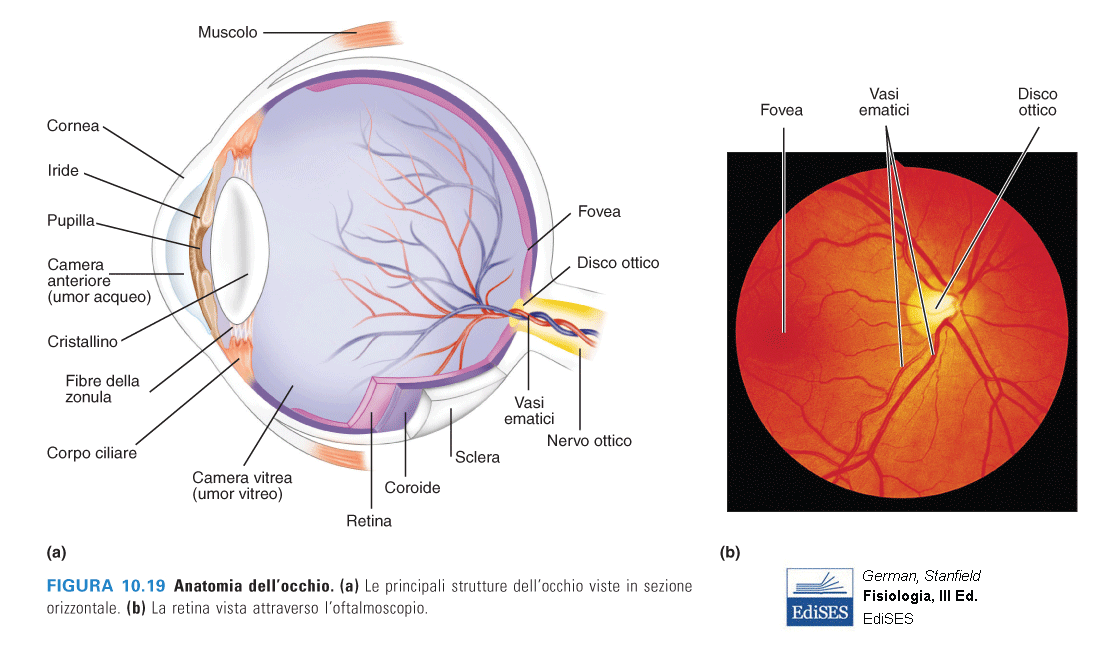 Muscolo
Cornea
Iride
Pupilla
Camera
anteriore
(umor acqueo)
Cristallino
Fibre della
zonula
Corpo ciliare
Camera vitrea
(umor vitreo)
Retina
Coroide
Sclera
Vasi
ematici
Nervo ottico
Disco ottico
Fovea
(a)
Fovea
Vasi
ematici
Disco
ottico
(b)
FIGURA 10.19 Anatomia dell'occhio. (a) Le principali strutture dell'occhio viste in sezione
orizzontale. (b) La retina vista attraverso l'oftalmoscopio.
EdiSES
German, Stanfield
Fisiologia, III Ed.
EdiSES